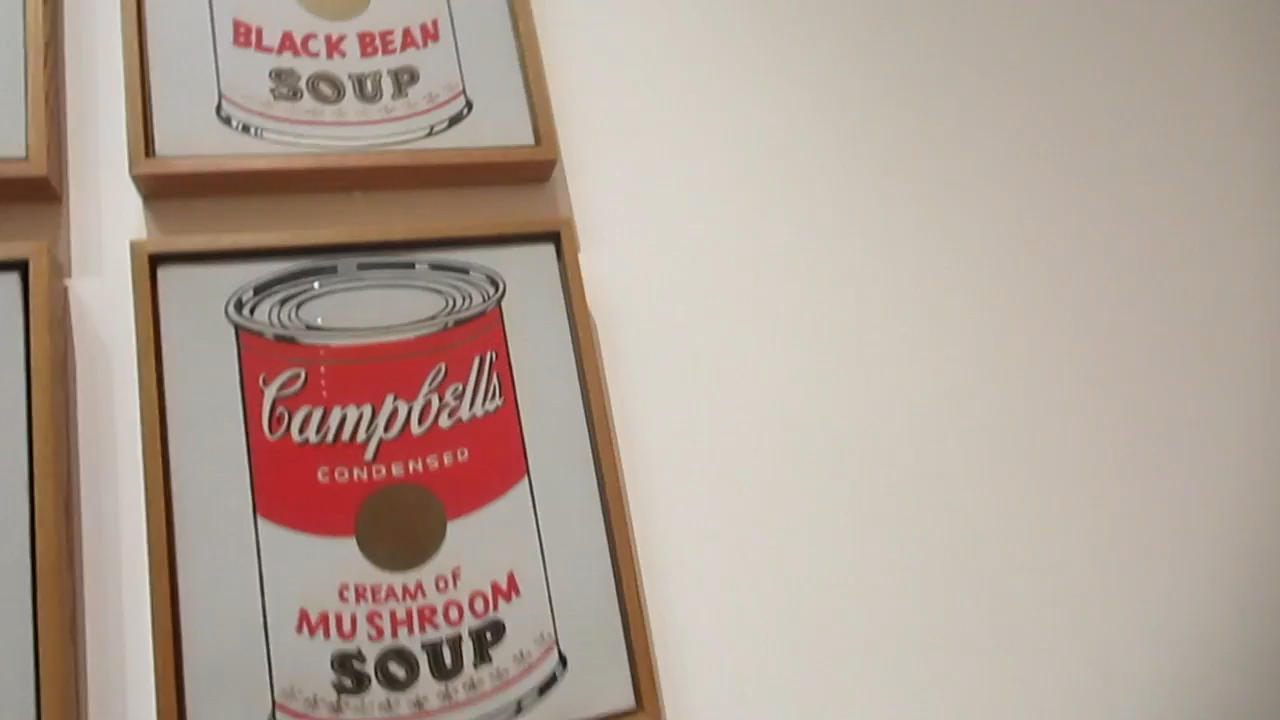 BLACK BEAN
SOUP
Campbell's
CONDENSED
CREAM OF
MUSHROOM
SOUP